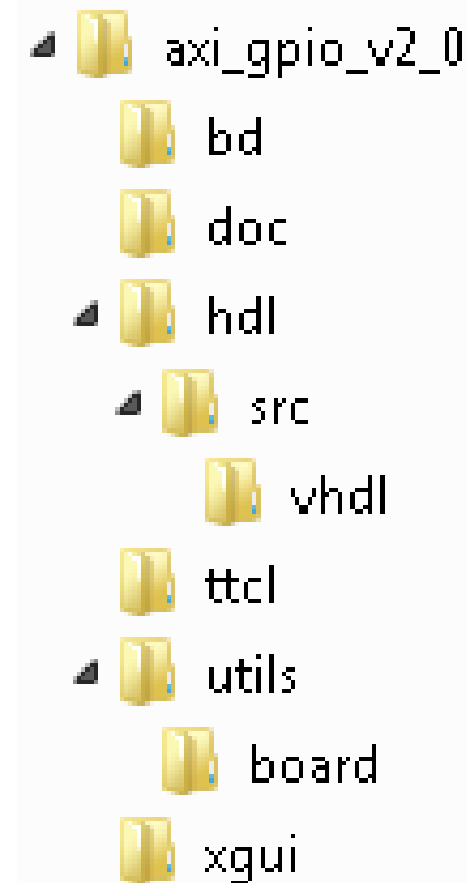 axi_gpio_v2_0
bd
doc
hdl
src
vhdl
ttcl
utils
board
xgui